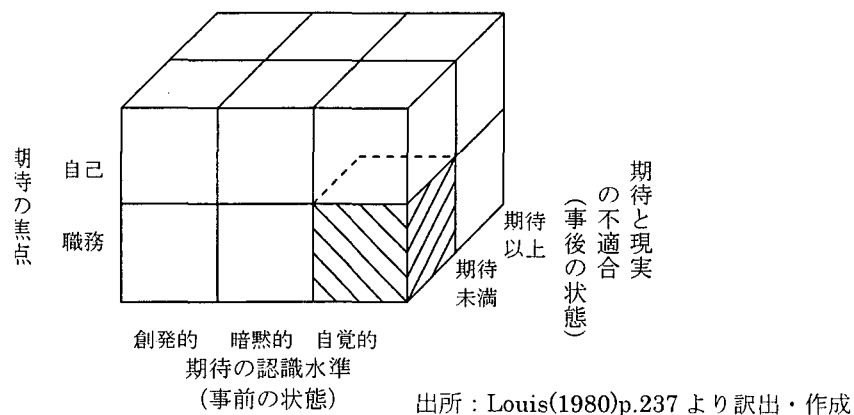 期待の焦点
自己
職務
創発的 暗黙的 自覚的
期待の認識水準
(事前の状態)
期待
未満
期待
以上
期待と現実
の不適合
(事後の状態)
出所：Louis(1980)p.237 より訳出・作成